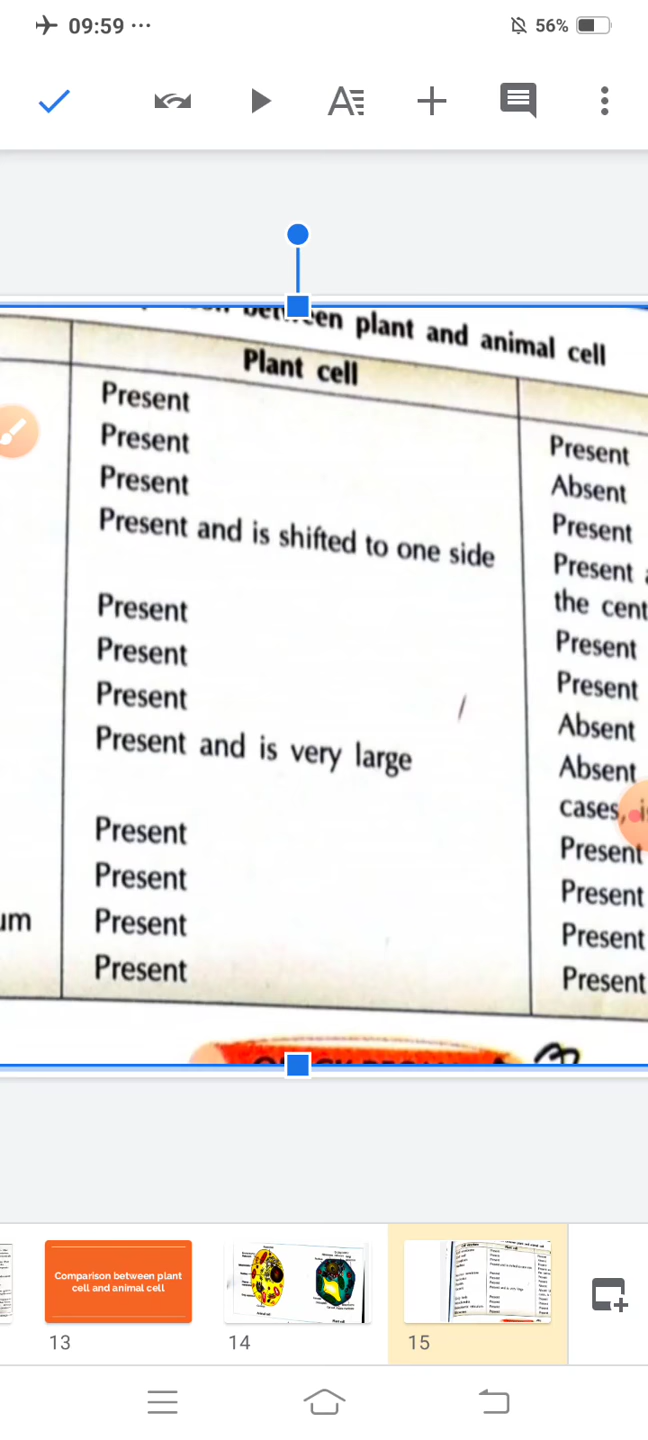 09:59 ...
56%
between plant and animal cell
Plant cell
Present
Present
Present
Present and is shifted to one side
Present
Present
Present
Present and is very large
Present
Present
Present
Present
Present
Absent
Present
Present
the cent
Present
Present
Absent
Absent
cases,
Present
Present
Present
Present
um
Comparison between plant
cell and animal cell
13
14
15